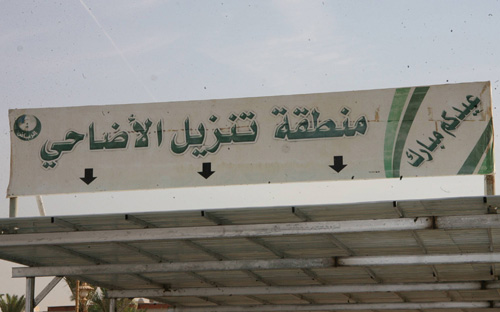 منطقة تنزيل الأضاحي
عيدكم مبارك